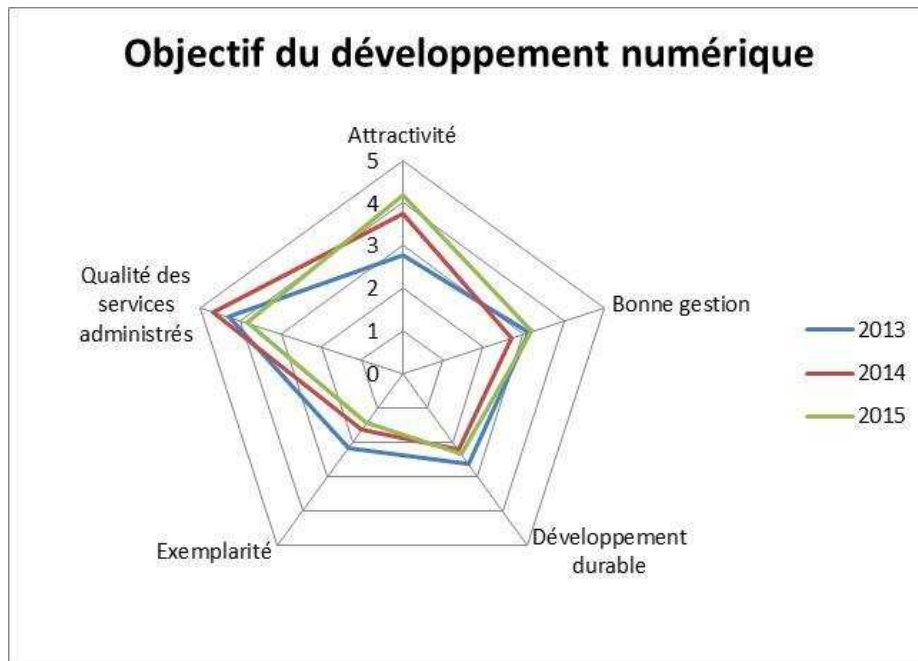 Objectif du développement numérique
Attractivité
5
4
3
2
1
0
Qualité des
services
administrés
Bonne gestion
2013
2014
2015
Exemplarité
Développement
durable